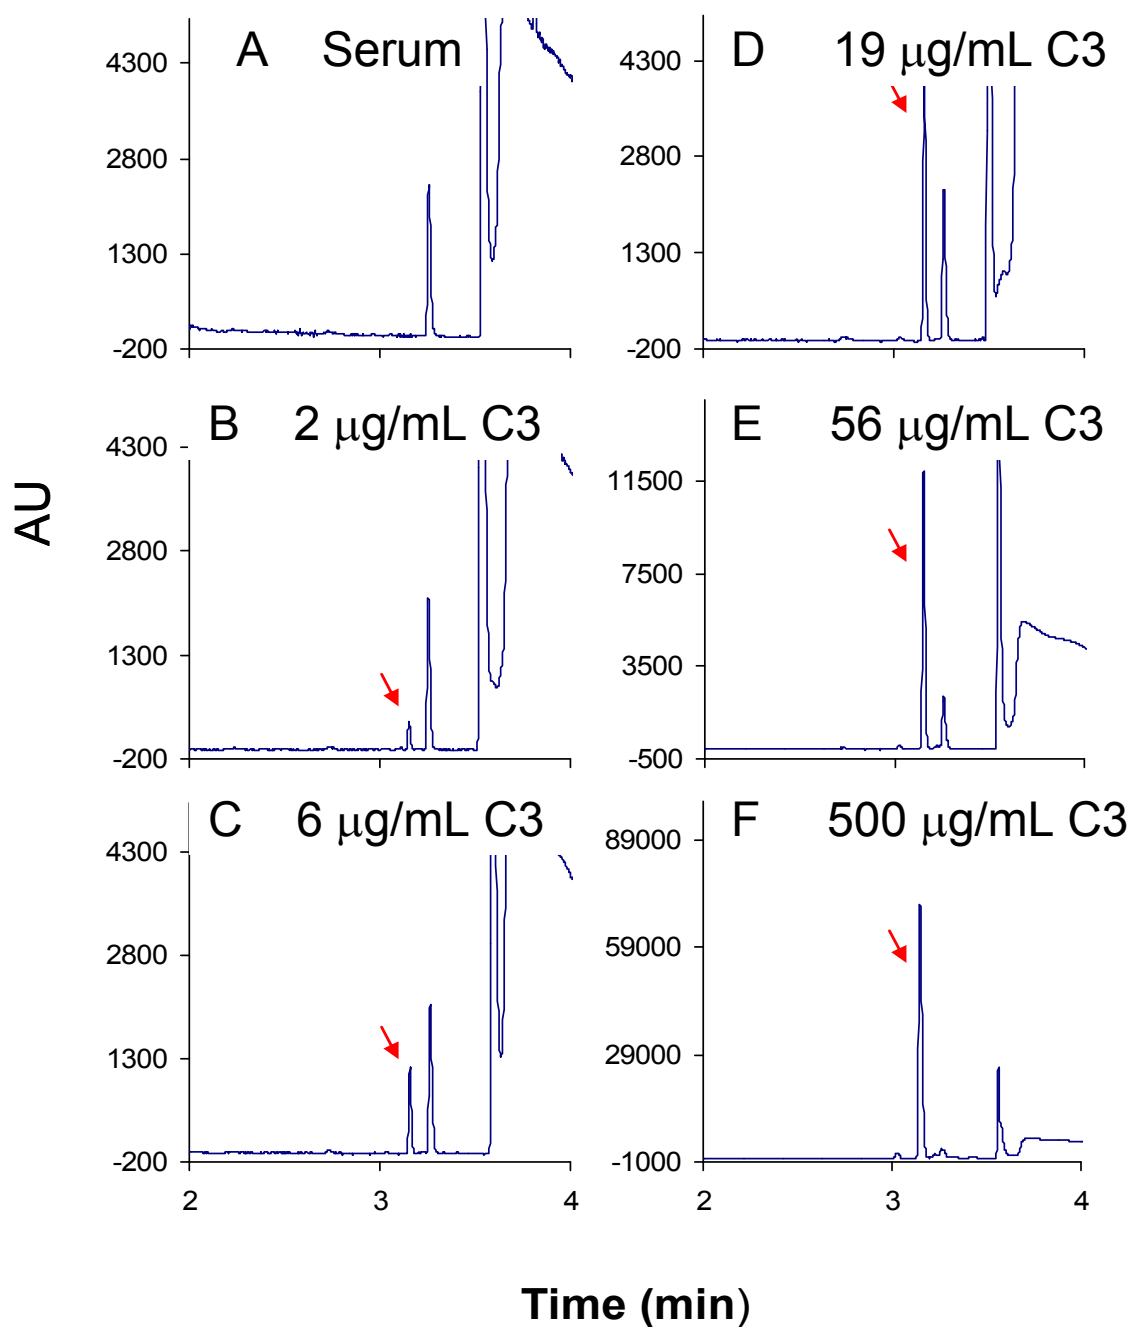 A Serum
4300
2800
1300
-200
D 19 μg/mL C3
4300
2800
1300
-200
B 2 μg/mL C3
4300
2800
1300
-200
E 56 μg/mL C3
11500
7500
3500
-500
AU
C 6 μg/mL C3
4300
2800
1300
-200
2 3 4
F 500 μg/mL C3
89000
59000
29000
-1000
2 3 4
Time (min)